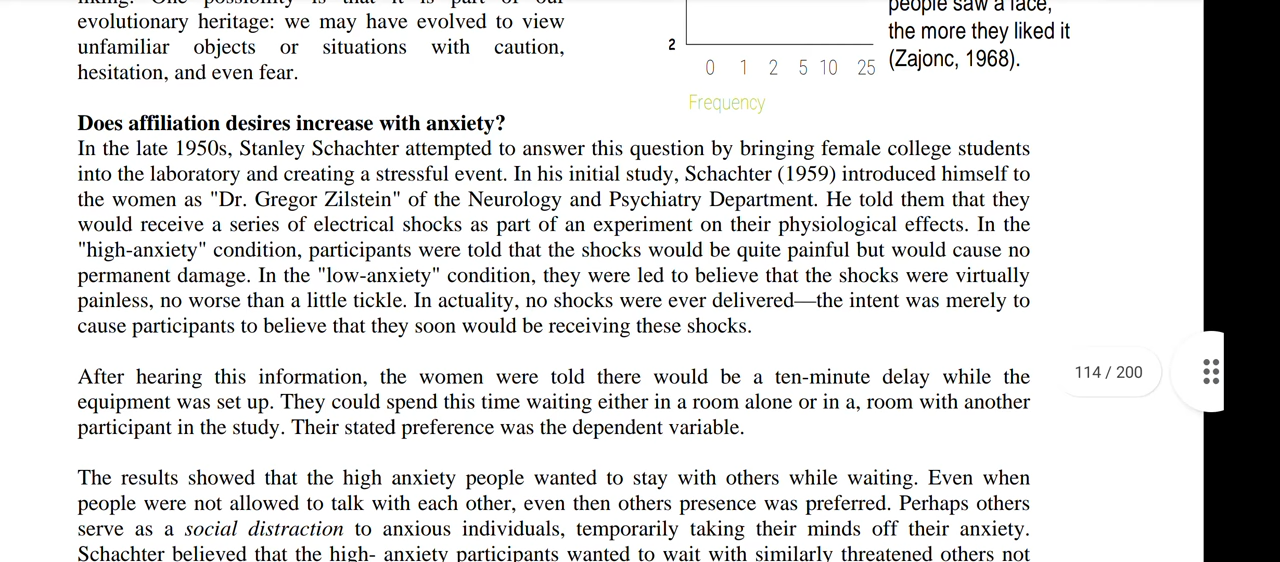 liking. One possibility is that it is part of our
evolutionary heritage: we may have evolved to view
unfamiliar objects or situations with caution,
hesitation, and even fear.
people saw a face,
the more they liked it
(Zajonc, 1968).
2
0 1 2 5 10 25
Frequency
Does affiliation desires increase with anxiety?
In the late 1950s, Stanley Schachter attempted to answer this question by bringing female college students
into the laboratory and creating a stressful event. In his initial study, Schachter (1959) introduced himself to
the women as "Dr. Gregor Zilstein" of the Neurology and Psychiatry Department. He told them that they
would receive a series of electrical shocks as part of an experiment on their physiological effects. In the
"high-anxiety" condition, participants were told that the shocks would be quite painful but would cause no
permanent damage. In the "low-anxiety" condition, they were led to believe that the shocks were virtually
painless, no worse than a little tickle. In actuality, no shocks were ever delivered—the intent was merely to
cause participants to believe that they soon would be receiving these shocks.
After hearing this information, the women were told there would be a ten-minute delay while the
equipment was set up. They could spend this time waiting either in a room alone or in a, room with another
participant in the study. Their stated preference was the dependent variable.
114 / 200
The results showed that the high anxiety people wanted to stay with others while waiting. Even when
people were not allowed to talk with each other, even then others presence was preferred. Perhaps others
serve as a social distraction to anxious individuals, temporarily taking their minds off their anxiety.
Schachter believed that the high- anxiety participants wanted to wait with similarly threatened others not